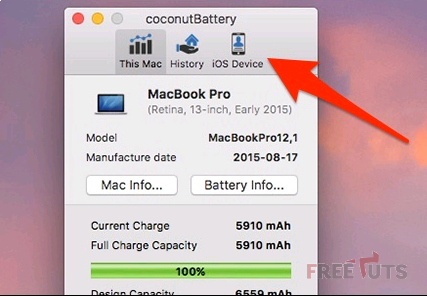 coconutBattery
This Mac History iOS Device
MacBook Pro
(Retina, 13-inch, Early 2015)
Model MacBookPro12,1
Manufacture date 2015-08-17
Mac Info... Battery Info...
Current Charge 5910 mAh
Full Charge Capacity 5910 mAh
100%
Design Capacity 6559 mAh
FREETUTS